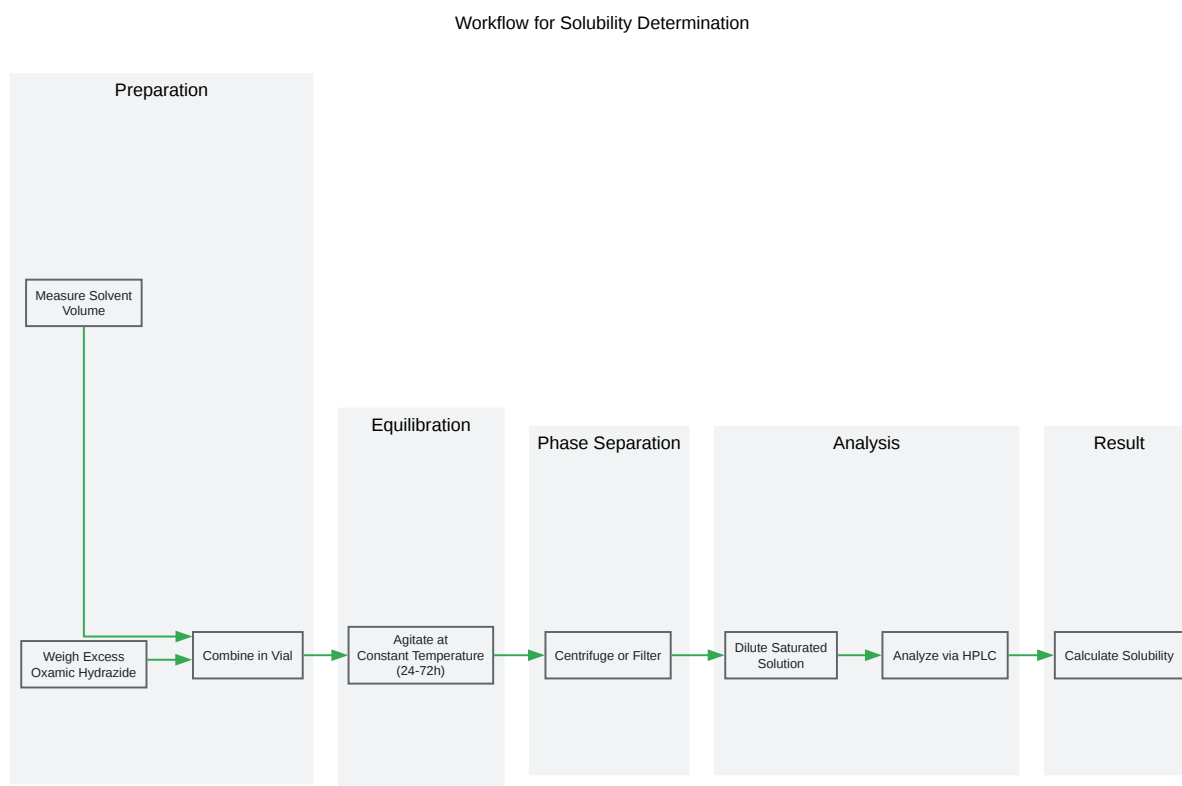 Workflow for Solubility Determination
Preparation
Measure Solvent
Volume
Weigh Excess
Oxamic Hydrazide
Combine in Vial
Equilibration
Agitate at
Constant Temperature
(24-72h)
Phase Separation
Centrifuge or Filter
Analysis
Dilute Saturated
Solution
Analyze via HPLC
Result
Calculate Solubility